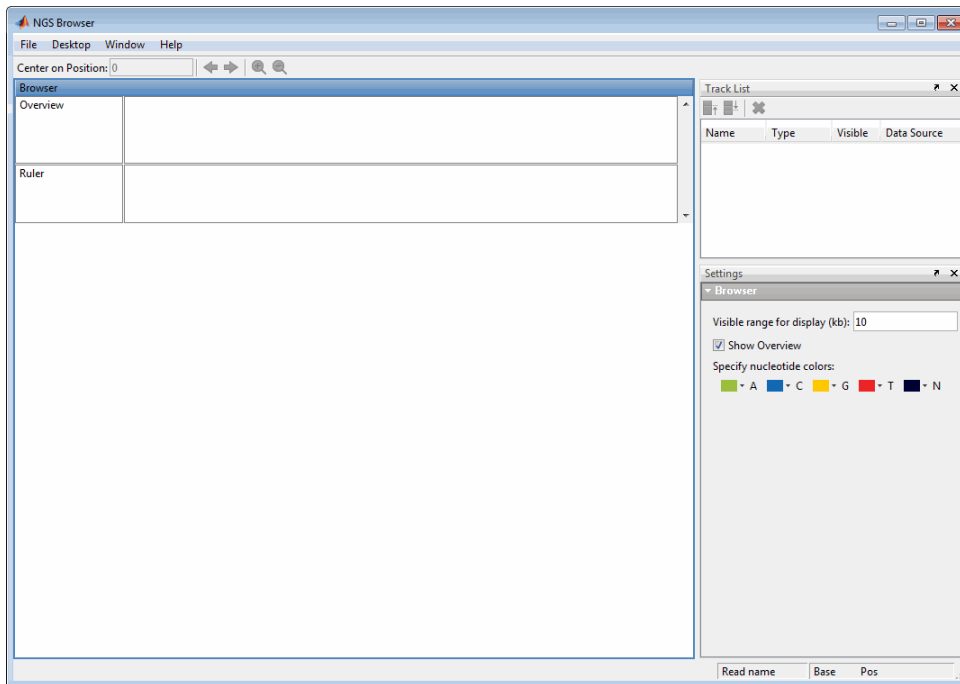 NGS Browser
File Desktop Window Help
Center on Position: 0
Browser
Overview
Ruler
Track List
Name Type Visible Data Source
Settings
Browser
Visible range for display (kb): 10
Show Overview
Specify nucleotide colors:
A C G T N
Read name Base Pos